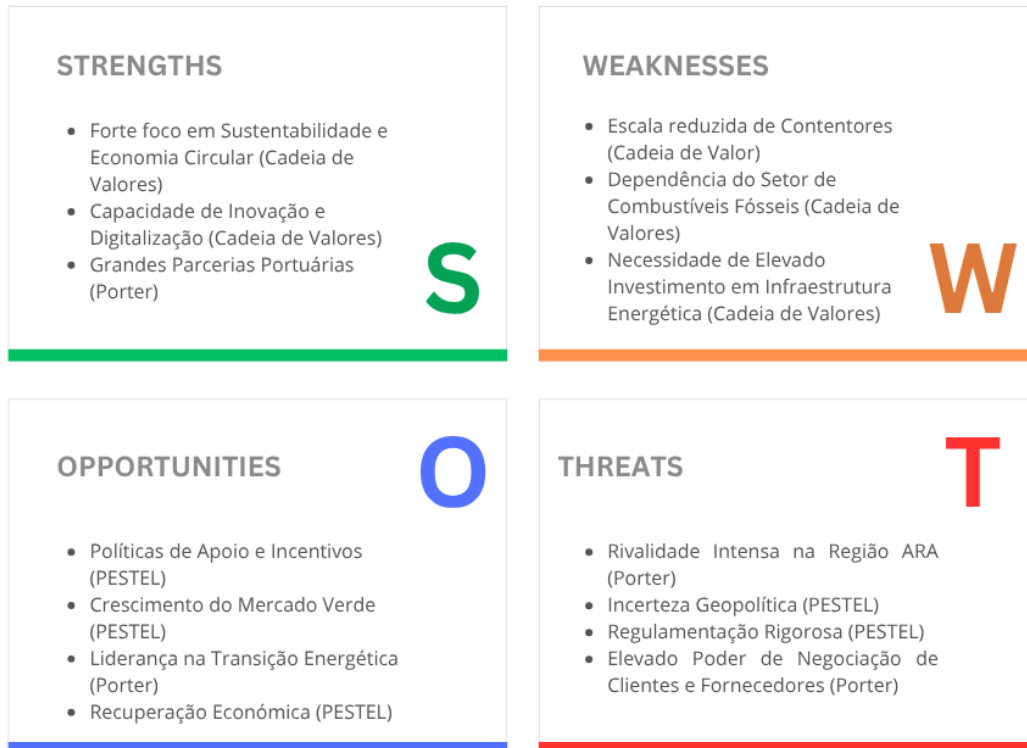 STRENGTHS
• Forte foco em Sustentabilidade e
Economia Circular (Cadeia de
Valores)
• Capacidade de Inovação e
Digitalização (Cadeia de Valores)
• Grandes Parcerias Portuárias
(Porter)
S
WEAKNESSES
• Escala reduzida de Contentores
(Cadeia de Valor)
• Dependência do Setor de
Combustíveis Fósseis (Cadeia de
Valores)
• Necessidade de Elevado
Investimento em Infraestrutura
Energética (Cadeia de Valores)
W
OPPORTUNITIES
O
• Políticas de Apoio e Incentivos
(PESTEL)
• Crescimento do Mercado Verde
(PESTEL)
• Liderança na Transição Energética
(Porter)
• Recuperação Económica (PESTEL)
THREATS
T
• Rivalidade Intensa na Região ARA
(Porter)
• Incerteza Geopolítica (PESTEL)
• Regulamentação Rigorosa (PESTEL)
• Elevado Poder de Negociação de
Clientes e Fornecedores (Porter)